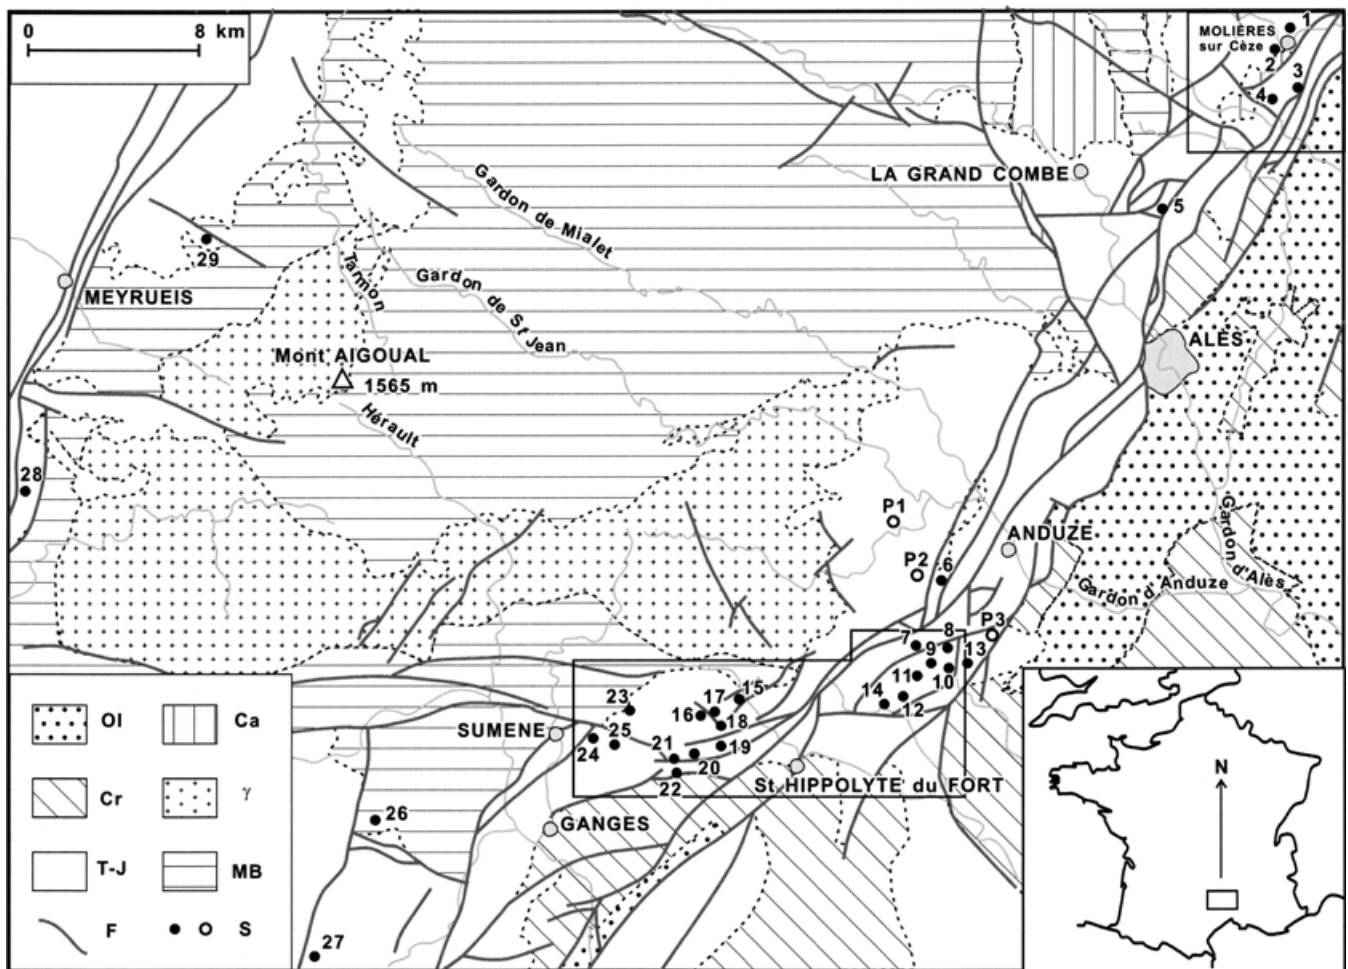 0 8 km
1
MOLIÈRES
sur Cèze
2
3
4
LA GRAND COMBE
5
Gardon de Mialet
29
Tarnon
MEYRUEIS
Gardon de St Jean
ALÈS
Mont AIGOUAL
1565 m
Hérault
28
P1
ANDUZE
P2
6
Gardon d'Alès
Gardon d'Anduze
P3
7
8
9
13
11
10
14
12
15
17
23
16
18
SUMENE
25
24
21
19
20
22
St HIPPOLYTE du FORT
GANGES
26
27
Ol
Ca
Cr
γ
T-J
MB
F
S
N